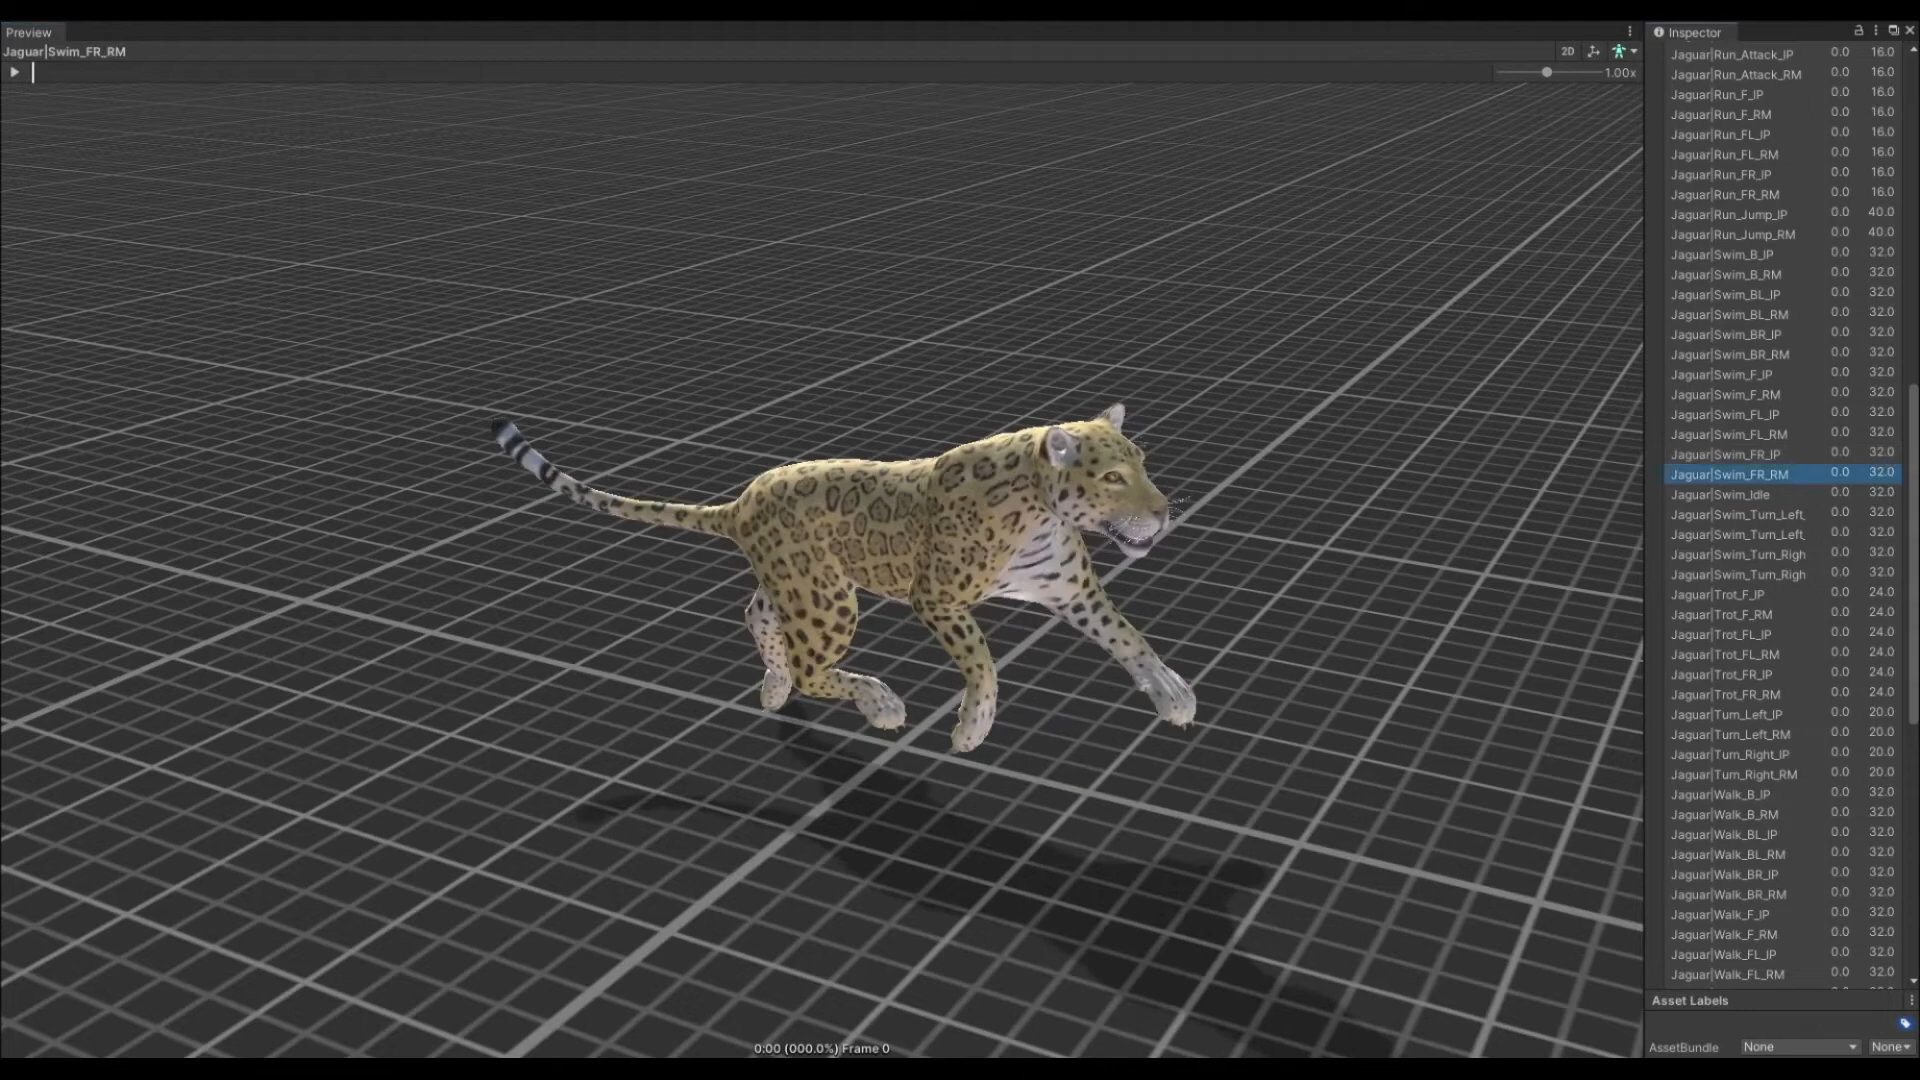 Preview
Jaguar|Swim_FR_RM
2D
1.00x
0:00 (000.0%) Frame 0
Inspector
Jaguar|Run_Attack_IP 0.0 16.0
Jaguar|Run_Attack_RM 0.0 16.0
Jaguar|Run_F_IP 0.0 16.0
Jaguar|Run_F_RM 0.0 16.0
Jaguar|Run_FL_IP 0.0 16.0
Jaguar|Run_FL_RM 0.0 16.0
Jaguar|Run_FR_IP 0.0 16.0
Jaguar|Run_FR_RM 0.0 16.0
Jaguar|Run_Jump_IP 0.0 40.0
Jaguar|Run_Jump_RM 0.0 40.0
Jaguar|Swim_B_IP 0.0 32.0
Jaguar|Swim_B_RM 0.0 32.0
Jaguar|Swim_BL_IP 0.0 32.0
Jaguar|Swim_BL_RM 0.0 32.0
Jaguar|Swim_BR_IP 0.0 32.0
Jaguar|Swim_BR_RM 0.0 32.0
Jaguar|Swim_F_IP 0.0 32.0
Jaguar|Swim_F_RM 0.0 32.0
Jaguar|Swim_FL_IP 0.0 32.0
Jaguar|Swim_FL_RM 0.0 32.0
Jaguar|Swim_FR_IP 0.0 32.0
Jaguar|Swim_FR_RM 0.0 32.0
Jaguar|Swim_Idle 0.0 32.0
Jaguar|Swim_Turn_Left_ 0.0 32.0
Jaguar|Swim_Turn_Left_ 0.0 32.0
Jaguar|Swim_Turn_Righ 0.0 32.0
Jaguar|Swim_Turn_Righ 0.0 32.0
Jaguar|Trot_F_IP 0.0 24.0
Jaguar|Trot_F_RM 0.0 24.0
Jaguar|Trot_FL_IP 0.0 24.0
Jaguar|Trot_FL_RM 0.0 24.0
Jaguar|Trot_FR_IP 0.0 24.0
Jaguar|Trot_FR_RM 0.0 24.0
Jaguar|Turn_Left_IP 0.0 20.0
Jaguar|Turn_Left_RM 0.0 20.0
Jaguar|Turn_Right_IP 0.0 20.0
Jaguar|Turn_Right_RM 0.0 20.0
Jaguar|Walk_B_IP 0.0 32.0
Jaguar|Walk_B_RM 0.0 32.0
Jaguar|Walk_BL_IP 0.0 32.0
Jaguar|Walk_BL_RM 0.0 32.0
Jaguar|Walk_BR_IP 0.0 32.0
Jaguar|Walk_BR_RM 0.0 32.0
Jaguar|Walk_F_IP 0.0 32.0
Jaguar|Walk_F_RM 0.0 32.0
Jaguar|Walk_FL_IP 0.0 32.0
Jaguar|Walk_FL_RM 0.0 32.0
Asset Labels
AssetBundle None None